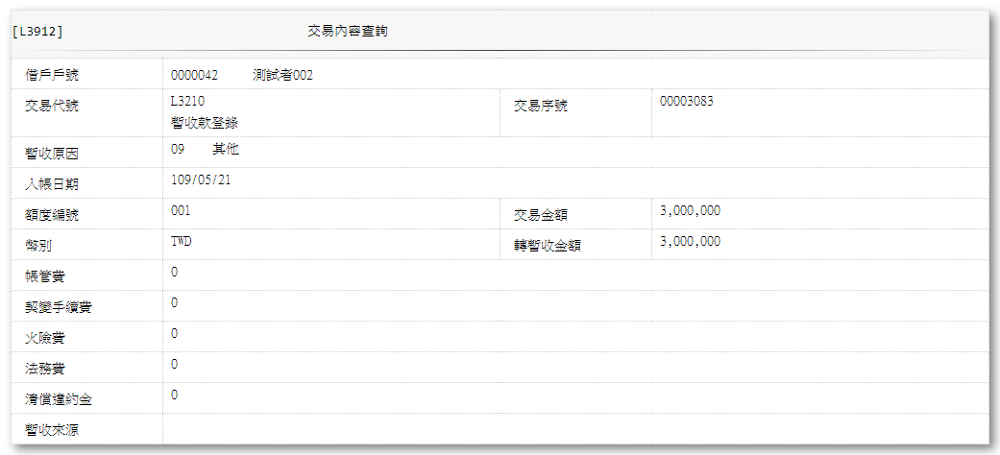 [L3912] 交易內容查詢
借戶戶號 0000042 測試者002
交易代號 L3210 交易序號 00003083
暫收款登錄
暫收原因 09 其他
入帳日期 109/05/21
額度編號 001 交易金額 3,000,000
幣別 TWD 轉暫收金額 3,000,000
帳管費 0
契變手續費 0
火險費 0
法務費 0
清償違約金 0
暫收來源